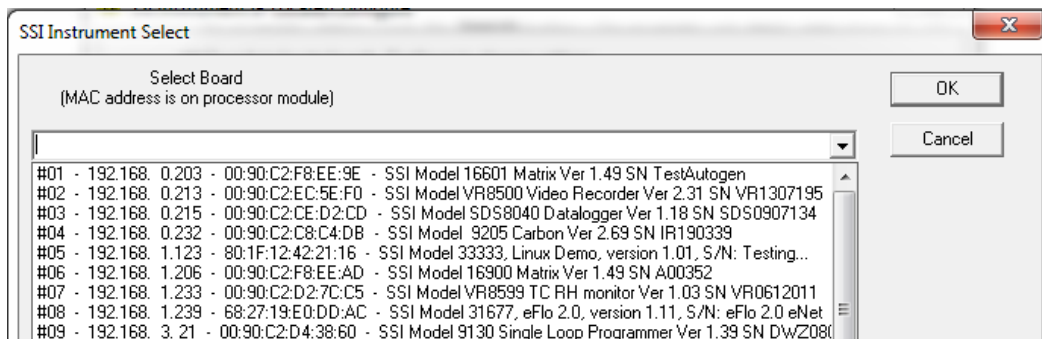 SSI Instrument Select
Select Board
(MAC address is on processor module)
OK
Cancel
#01 - 192.168. 0.203 - 00:90:C2:F8:EE:9E - SSI Model 16601 Matrix Ver 1.49 SN TestAutogen
#02 - 192.168. 0.213 - 00:90:C2:EC:5E:F0 - SSI Model VR8500 Video Recorder Ver 2.31 SN VR1307195
#03 - 192.168. 0.215 - 00:90:C2:CE:D2:CD - SSI Model SDS8040 Datalogger Ver 1.18 SN SDS0907134
#04 - 192.168. 0.232 - 00:90:C2:C8:C4:DB - SSI Model  9205 Carbon Ver 2.69 SN IR190339
#05 - 192.168. 1.123 - 80:1F:12:42:21:16 - SSI Model 33333, Linux Demo, version 1.01, S/N: Testing...
#06 - 192.168. 1.206 - 00:90:C2:F8:EE:AD - SSI Model 16900 Matrix Ver 1.49 SN A00352
#07 - 192.168. 1.233 - 00:90:C2:D2:7C:C5 - SSI Model VR8599 TC RH monitor Ver 1.03 SN VR0612011
#08 - 192.168. 1.239 - 68:27:19:E0:DD:AC - SSI Model 31677, eFlo 2.0, version 1.11, S/N: eFlo 2.0 eNet
#09 - 192.168. 3. 21 - 00:90:C2:D4:38:60 - SSI Model 9130 Single Loop Programmer Ver 1.39 SN DWZ08(